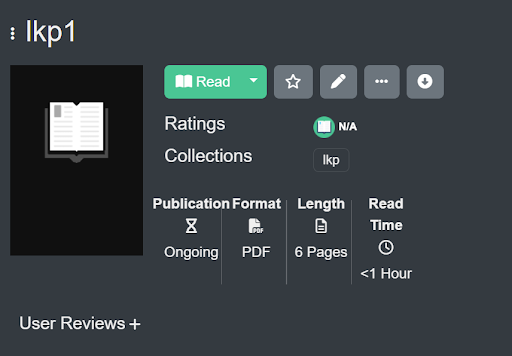 lkp1
Read
Ratings
N/A
Collections
lkp
Publication Format Length Read Time
Ongoing PDF 6 Pages <1 Hour
User Reviews +